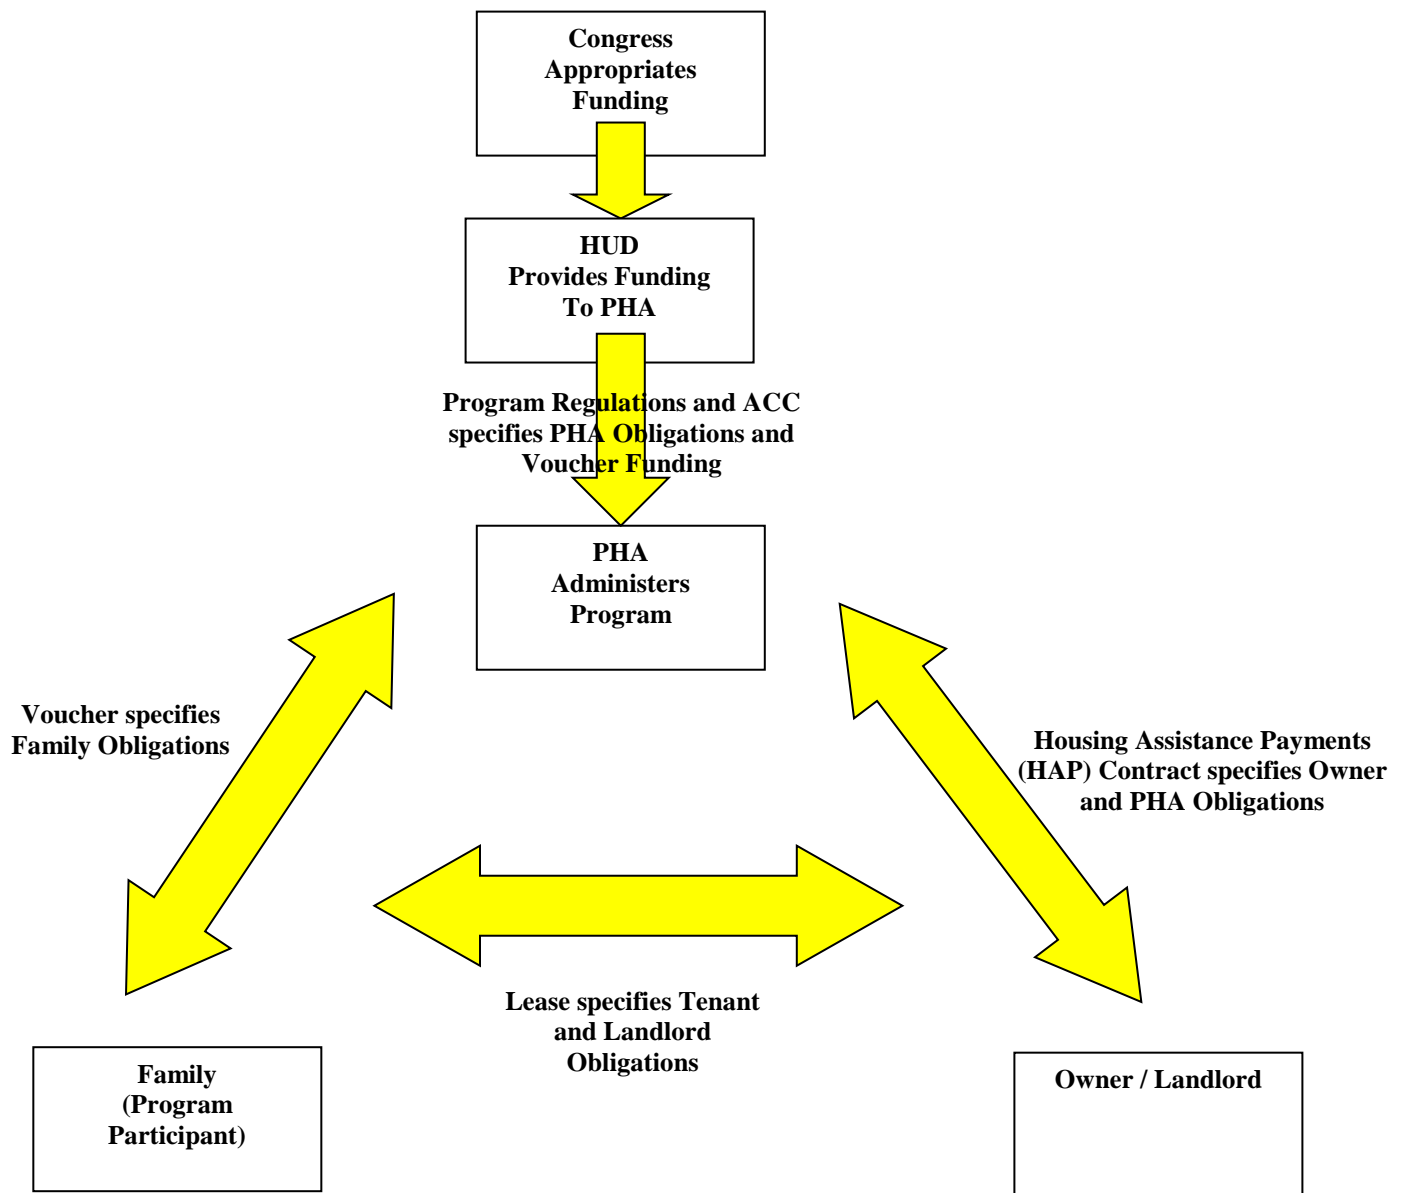 Congress
Appropriates
Funding
HUD
Provides Funding
To PHA
Program Regulations and ACC
specifies PHA Obligations and
Voucher Funding
PHA
Administers
Program
Voucher specifies
Family Obligations
Housing Assistance Payments
(HAP) Contract specifies Owner
and PHA Obligations
Lease specifies Tenant
and Landlord
Obligations
Family
(Program
Participant)
Owner / Landlord